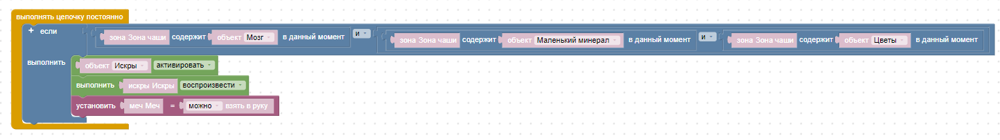 выполнять цепочку постоянно
+ если зона Зона чаши содержит объект Мозг в данный момент и зона Зона чаши содержит объект Маленький минерал в данный момент и зона Зона чаши содержит объект Цветы в данный момент
выполнить объект Искры активировать
выполнить искры Искры воспроизвести
установить меч Меч = можно взять в руку